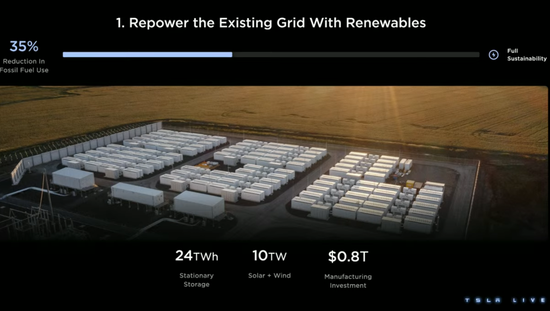 1. Repower the Existing Grid With Renewables
35%
Reduction In
Fossil Fuel Use
Full
Sustainability
24TWh
Stationary
Storage
10TW
Solar + Wind
$0.8T
Manufacturing
Investment
TSLA LIVE